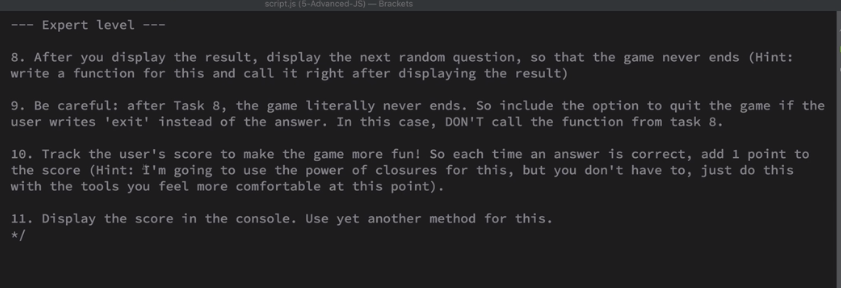 script.js (5-Advanced-JS) — Brackets
--- Expert level ---
8. After you display the result, display the next random question, so that the game never ends (Hint:
write a function for this and call it right after displaying the result)
9. Be careful: after Task 8, the game literally never ends. So include the option to quit the game if the
user writes 'exit' instead of the answer. In this case, DON'T call the function from task 8.
10. Track the user's score to make the game more fun! So each time an answer is correct, add 1 point to
the score (Hint: I'm going to use the power of closures for this, but you don't have to, just do this
with the tools you feel more comfortable at this point).
11. Display the score in the console. Use yet another method for this.
*/